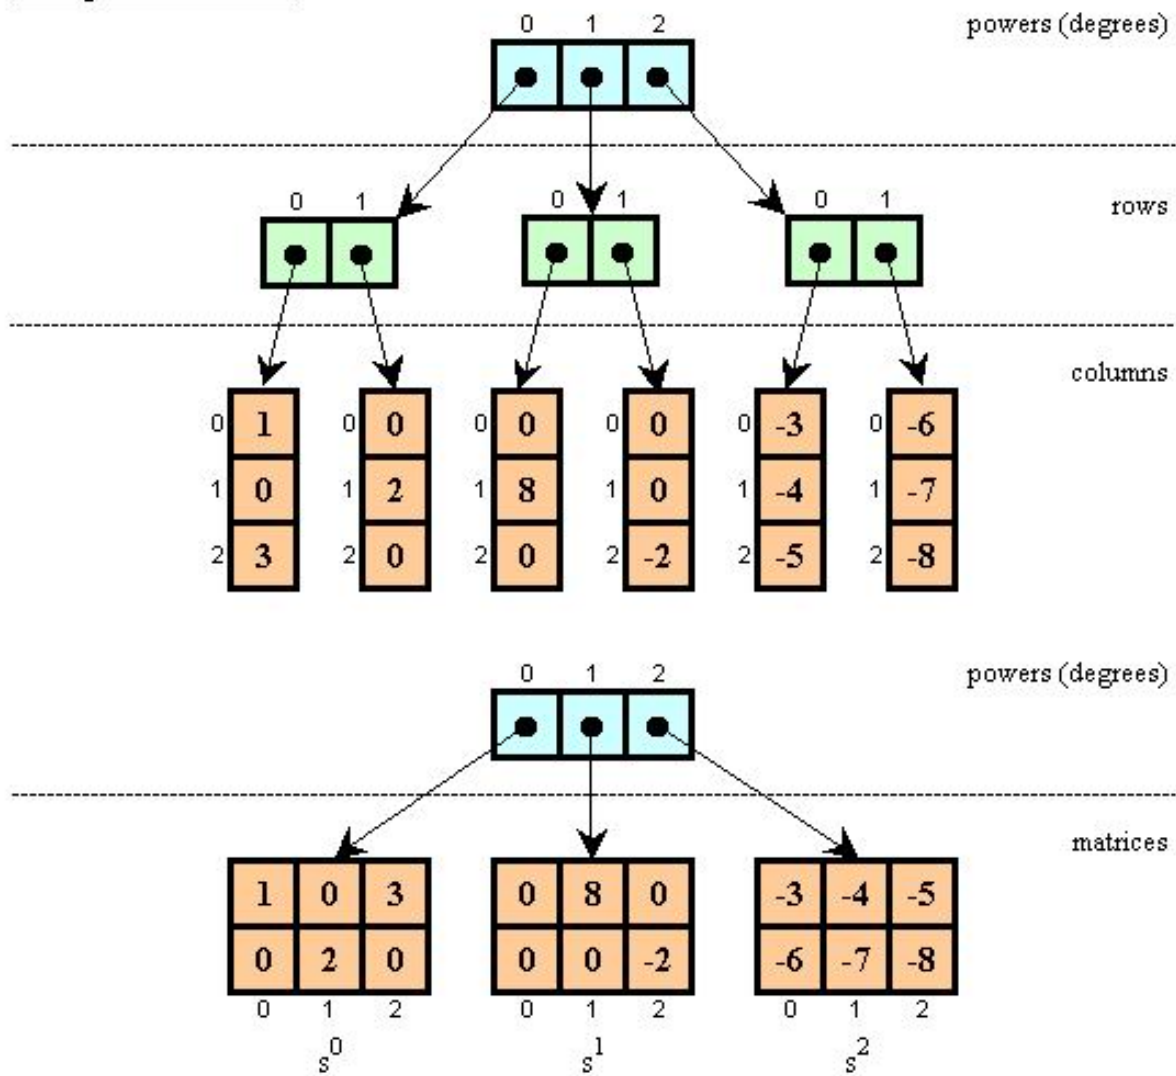 0 1 2
powers (degrees)
0 1 0 1 0 1
rows
columns
0 1 0 0 0 0 0 0 0 -3 0 -6
1 0 1 2 1 8 1 0 1 -4 1 -7
2 3 2 0 2 0 2 -2 2 -5 2 -8
0 1 2
powers (degrees)
matrices
1 0 3 0 8 0 -3 -4 -5
0 2 0 0 0 -2 -6 -7 -8
0 1 2 0 1 2 0 1 2
s⁰ s¹ s²